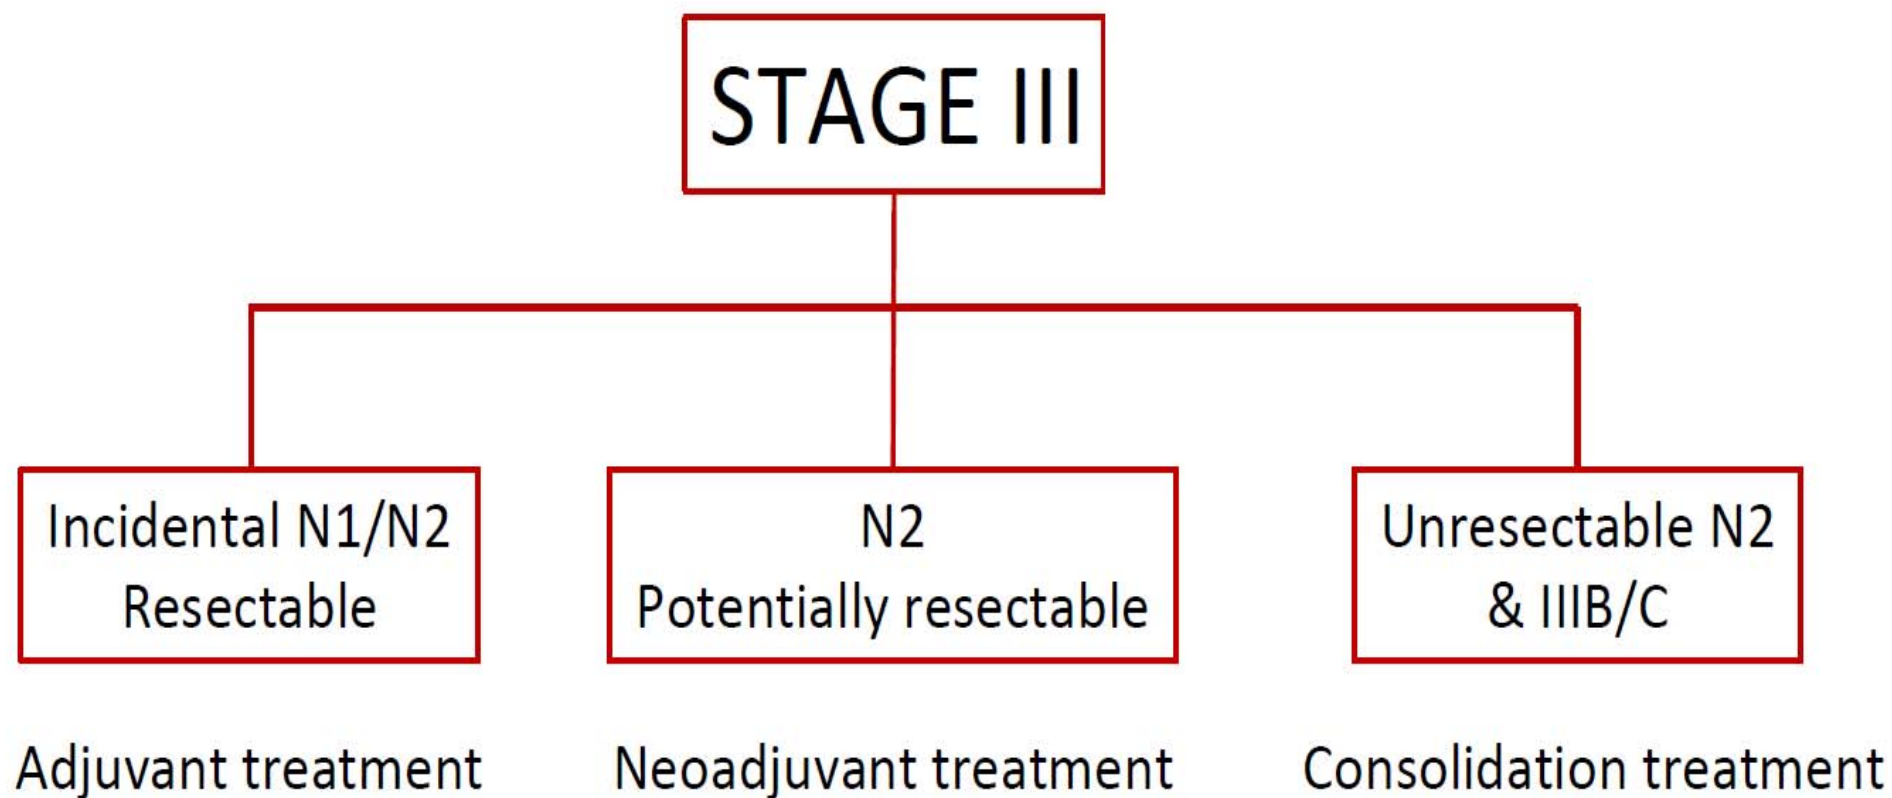 STAGE III
Incidental N1/N2
Resectable
N2
Potentially resectable
Unresectable N2
& IIIB/C
Adjuvant treatment
Neoadjuvant treatment
Consolidation treatment